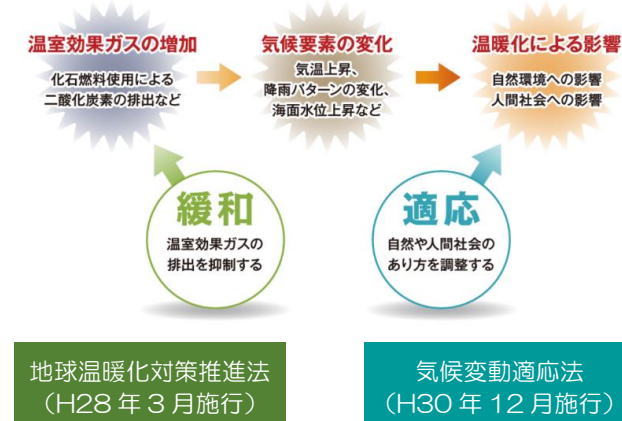 温室効果ガスの増加
化石燃料使用による
二酸化炭素の排出など
気候要素の変化
気温上昇、
降雨パターンの変化、
海面水位上昇など
温暖化による影響
自然環境への影響
人間社会への影響
緩和
温室効果ガスの
排出を抑制する
適応
自然や人間社会の
あり方を調整する
地球温暖化対策推進法
（H28年3月施行）
気候変動適応法
（H30年12月施行）